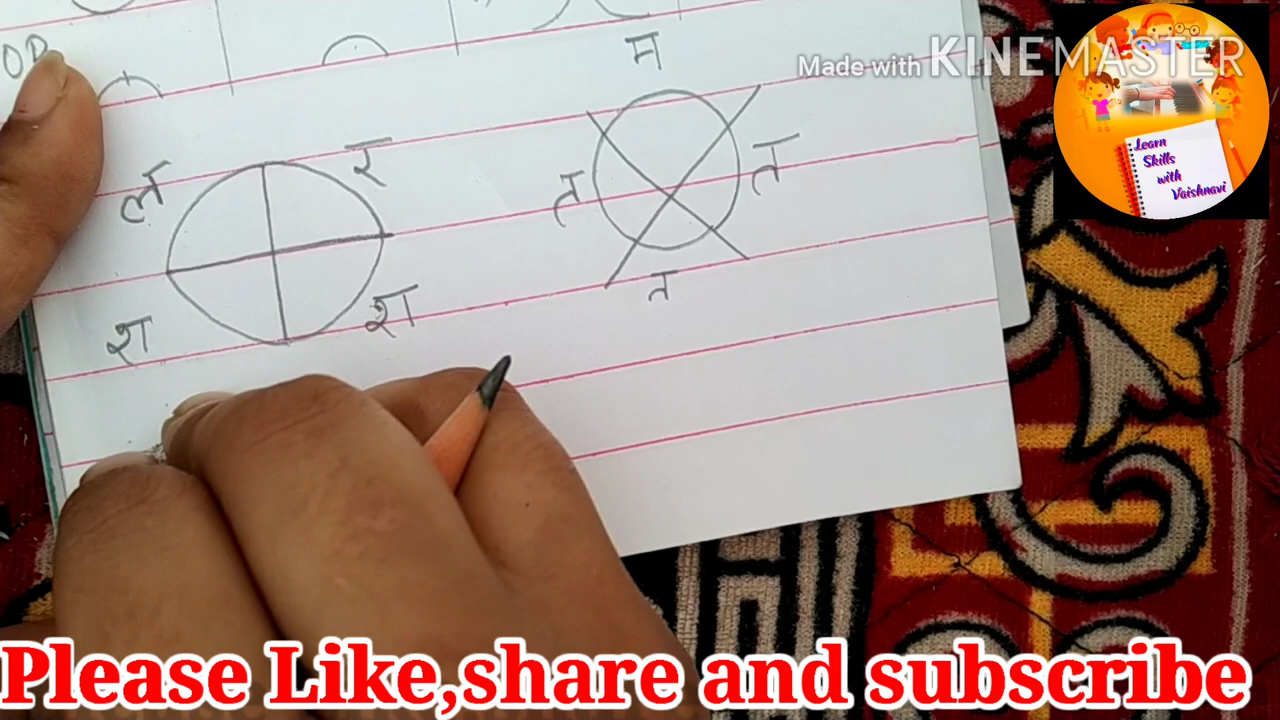 Made with KINEMASTER
Learn
Skills
with
Vaishnavi
ल
र
श
श
म
त
त
न
Please Like,share and subscribe